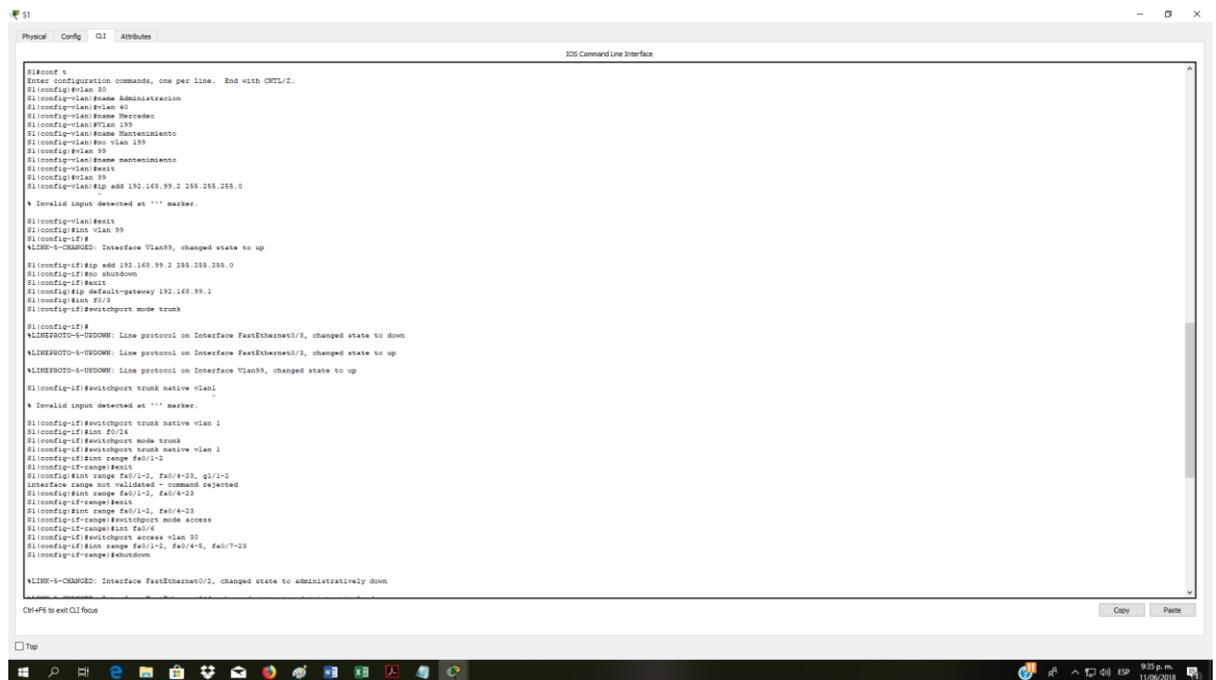 S1
Physical Config CLI Attributes
IOS Command Line Interface
S1#conf t
Enter configuration commands, one per line. End with CNTL/Z.
S1(config)#vlan 30
S1(config-vlan)#name Administracion
S1(config-vlan)#vlan 40
S1(config-vlan)#name Mercadeo
S1(config-vlan)#Vlan 199
S1(config-vlan)#name Mantenimiento
S1(config-vlan)#no vlan 199
S1(config)#vlan 99
S1(config-vlan)#name mantenimiento
S1(config-vlan)#exit
S1(config)#vlan 99
S1(config-vlan)#ip add 192.168.99.2 255.255.255.0
^
% Invalid input detected at '^' marker.
S1(config-vlan)#exit
S1(config)#int vlan 99
S1(config-if)#
%LINK-5-CHANGED: Interface Vlan99, changed state to up
S1(config-if)#ip add 192.168.99.2 255.255.255.0
S1(config-if)#no shutdown
S1(config-if)#exit
S1(config)#ip default-gateway 192.168.99.1
S1(config)#int f0/3
S1(config-if)#switchport mode trunk
S1(config-if)#
%LINEPROTO-5-UPDOWN: Line protocol on Interface FastEthernet0/3, changed state to down
%LINEPROTO-5-UPDOWN: Line protocol on Interface FastEthernet0/3, changed state to up
%LINEPROTO-5-UPDOWN: Line protocol on Interface Vlan99, changed state to up
S1(config-if)#switchport trunk native vlan1
^
% Invalid input detected at '^' marker.
S1(config-if)#switchport trunk native vlan 1
S1(config-if)#int f0/24
S1(config-if)#switchport mode trunk
S1(config-if)#switchport trunk native vlan 1
S1(config-if)#int range fa0/1-2
S1(config-if-range)#exit
S1(config)#int range fa0/1-2, fa0/4-23, g1/1-2
interface range not validated - command rejected
S1(config)#int range fa0/1-2, fa0/4-23
S1(config-if-range)#exit
S1(config)#int range fa0/1-2, fa0/4-23
S1(config-if-range)#switchport mode access
S1(config-if-range)#int fa0/6
S1(config-if)#switchport access vlan 30
S1(config-if)#int range fa0/1-2, fa0/4-5, fa0/7-23
S1(config-if-range)#shutdown
%LINK-5-CHANGED: Interface FastEthernet0/2, changed state to administratively down
Ctrl+F6 to exit CLI focus
Copy Paste
Top
ESP
9:35 p. m.
11/06/2018